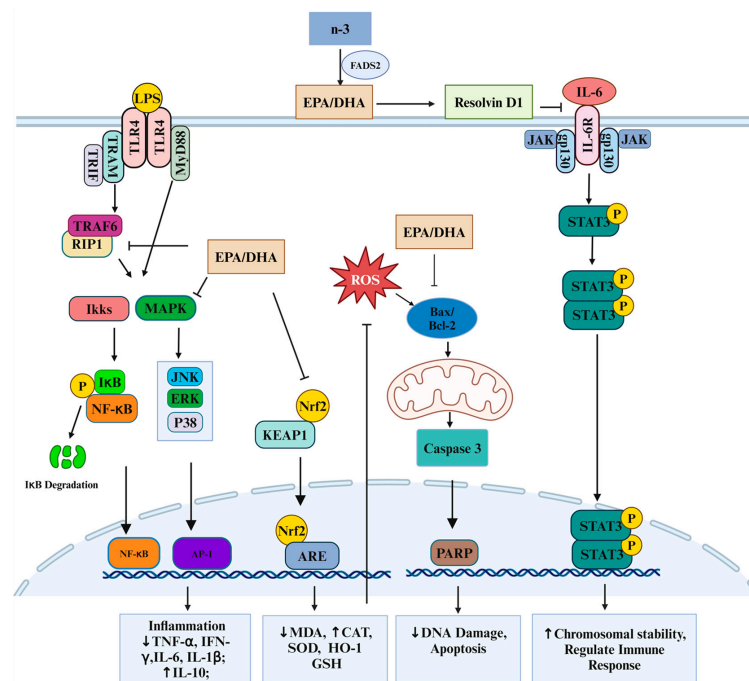 n-3
FADS2
EPA/DHA
Resolvin D1
IL-6
LPS
TLR4
TLR4
TRAM
TRIF
MyD88
IL-6R
gp130
gp130
JAK
JAK
TRAF6
RIP1
EPA/DHA
EPA/DHA
STAT3
P
ROS
Ikks
MAPK
Bax/
Bcl-2
STAT3
P
STAT3
P
P
IκB
NF-κB
JNK
ERK
P38
Nrf2
KEAP1
Caspase 3
IκB Degradation
NF-κB
AP-1
Nrf2
ARE
PARP
STAT3
P
STAT3
P
Inflammation
↓TNF-α, IFN-
γ,IL-6, IL-1β;
↑IL-10;
↓MDA, ↑CAT,
SOD, HO-1
GSH
↓DNA Damage,
Apoptosis
↑Chromosomal stability,
Regulate Immune
Response